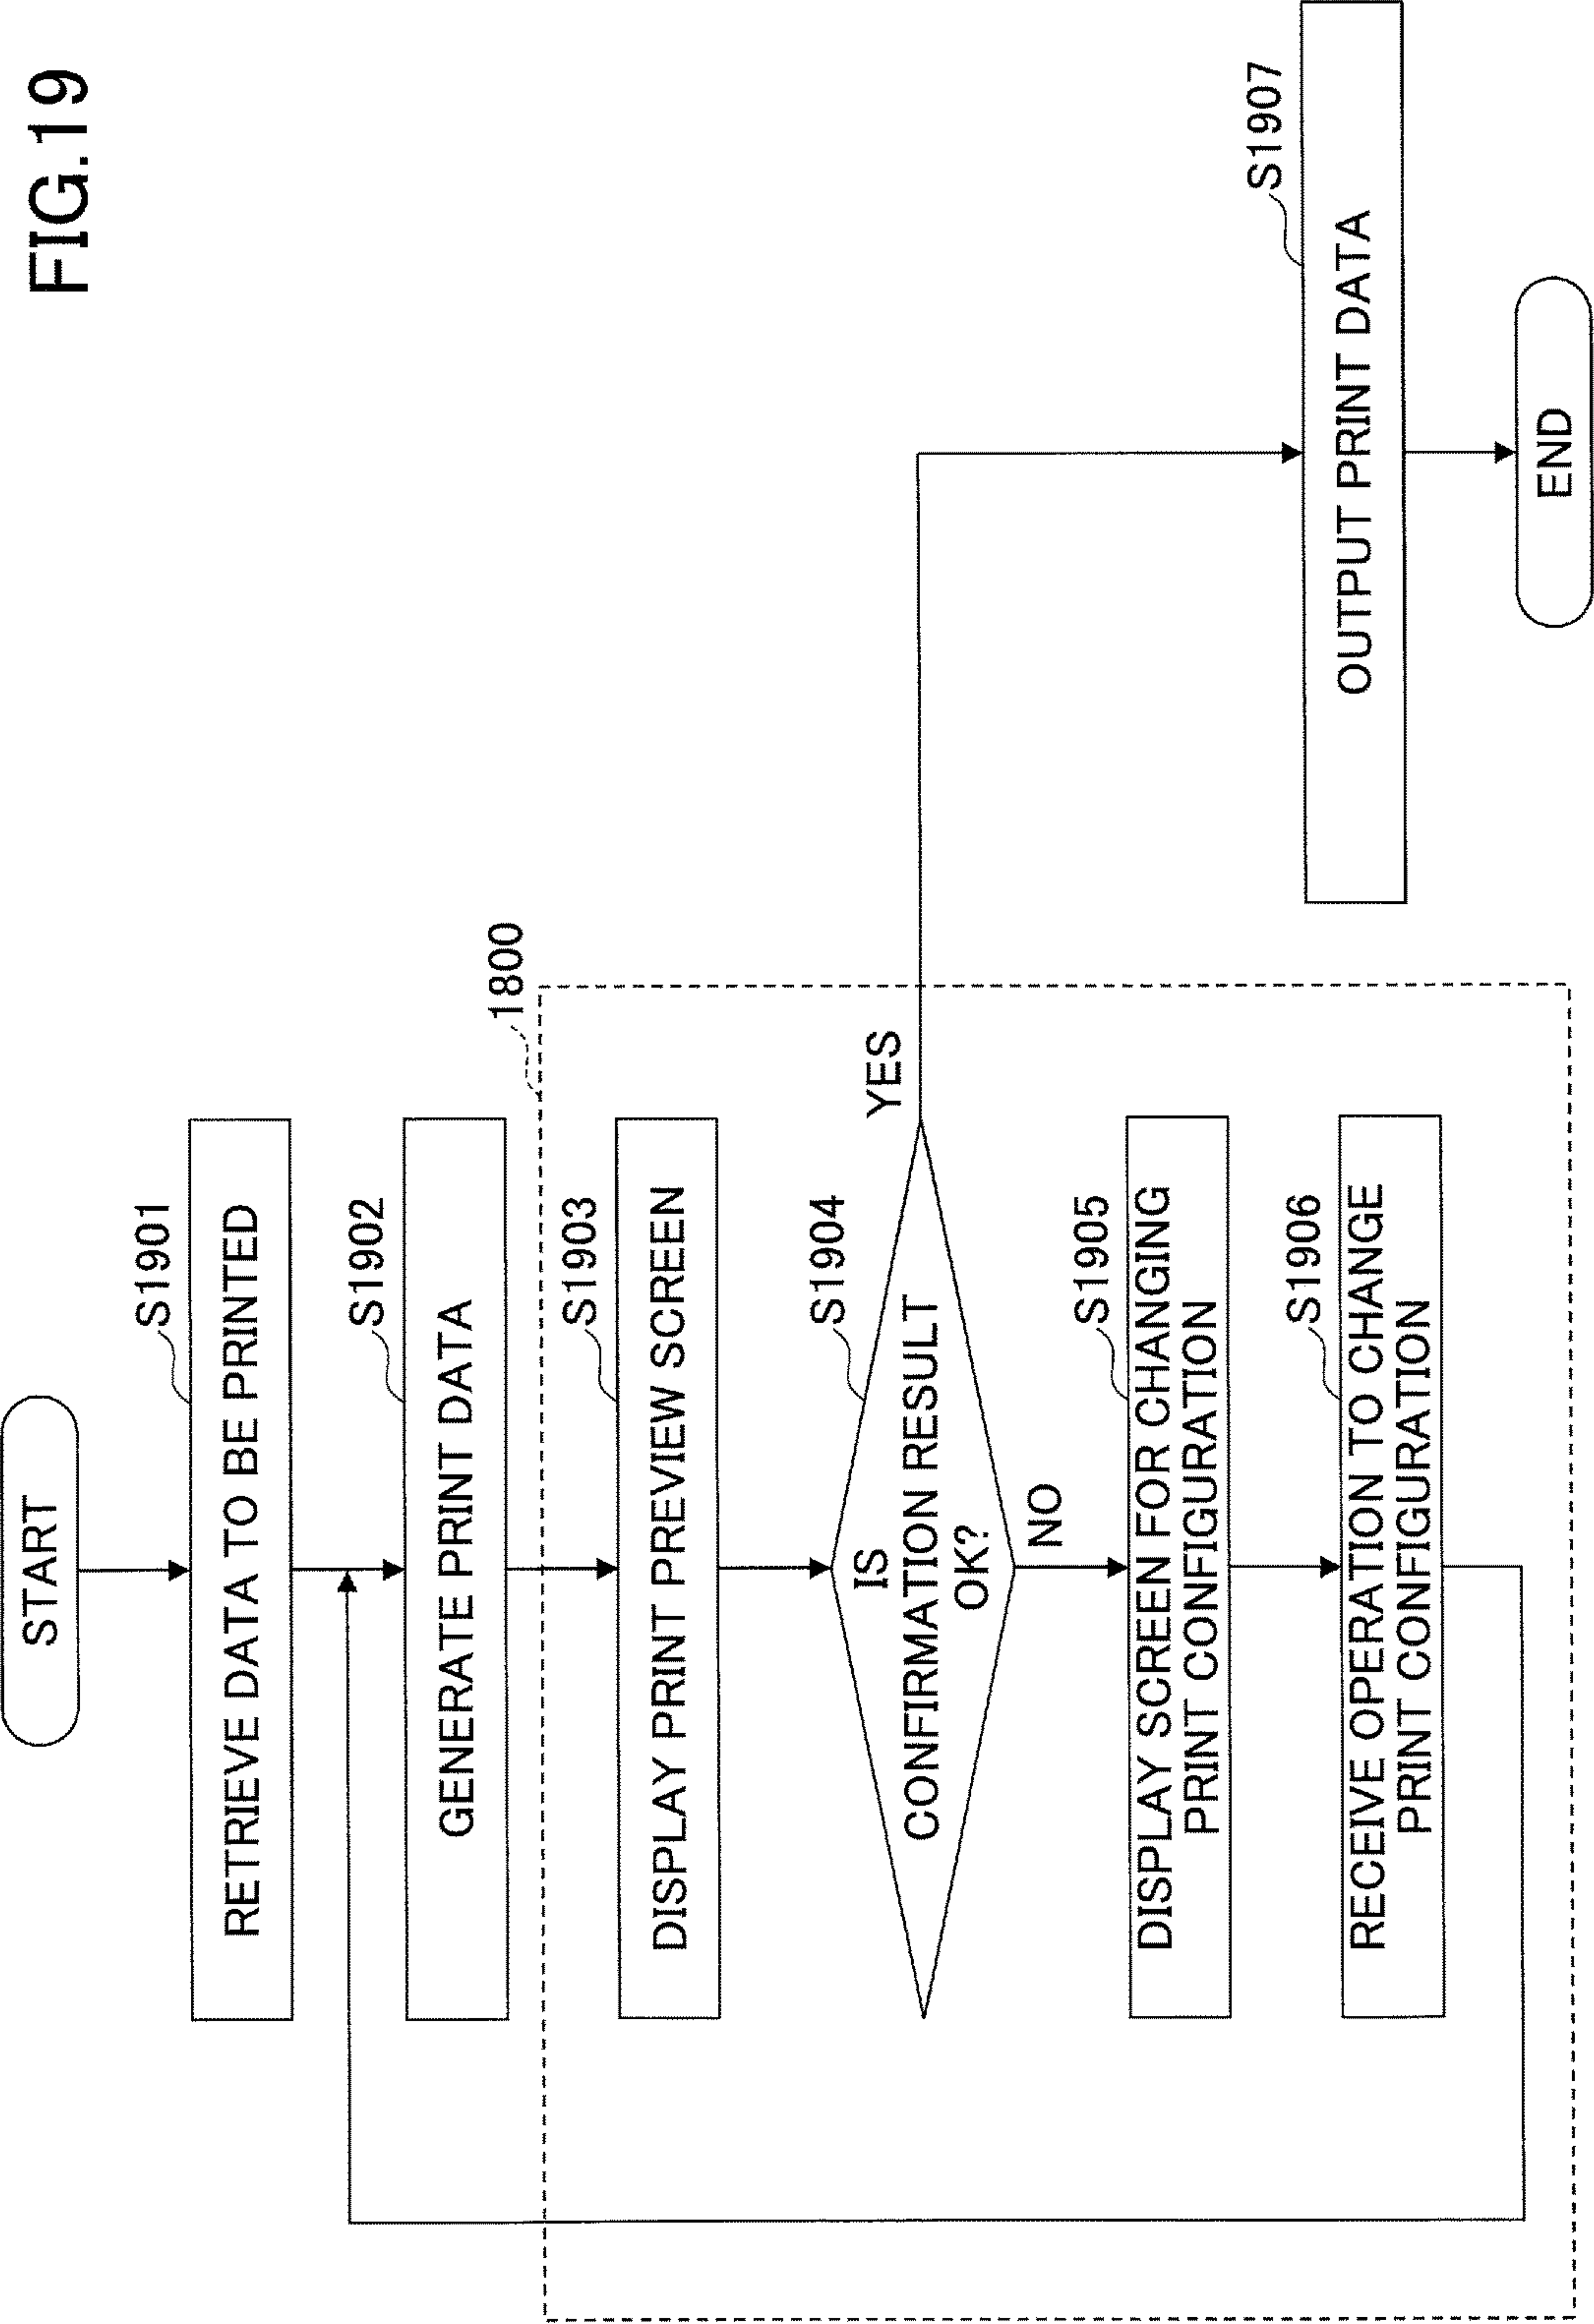 FIG.19
START
S1901
RETRIEVE DATA TO BE PRINTED
S1902
GENERATE PRINT DATA
1800
S1903
DISPLAY PRINT PREVIEW SCREEN
S1904
IS
CONFIRMATION RESULT
OK?
YES
NO
S1905
DISPLAY SCREEN FOR CHANGING
PRINT CONFIGURATION
S1906
RECEIVE OPERATION TO CHANGE
PRINT CONFIGURATION
S1907
OUTPUT PRINT DATA
END